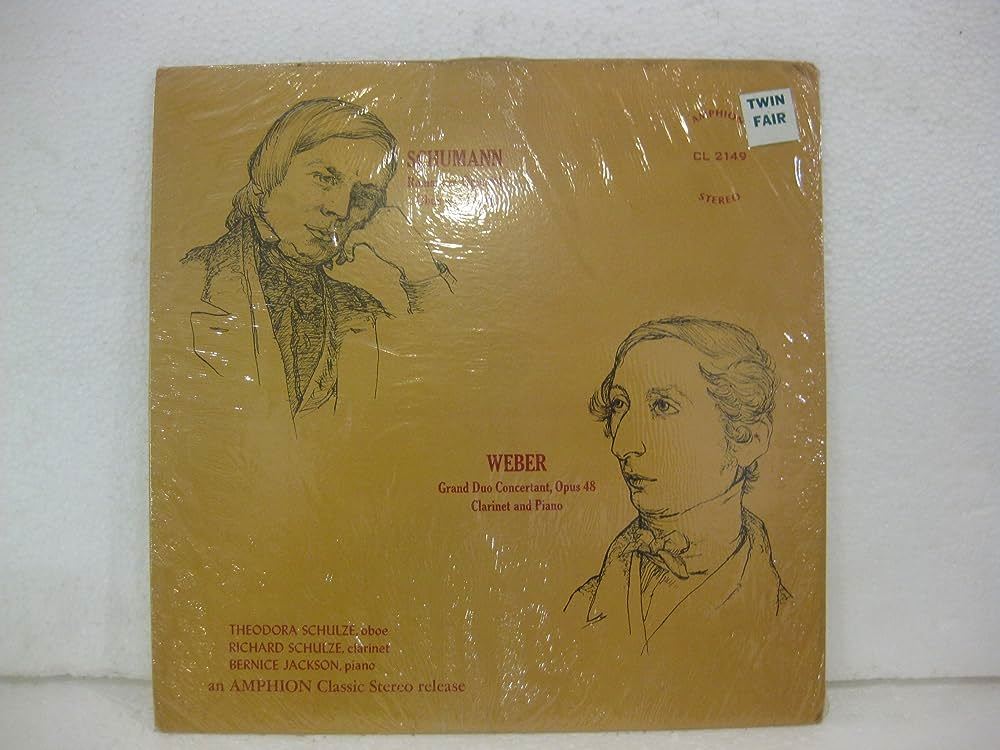 TWIN
FAIR
AMPHION
CL 2149
STEREO
SCHUMANN
WEBER
Grand Duo Concertant, Opus 48
Clarinet and Piano
THEODORA SCHULZE, oboe
RICHARD SCHULZE, clarinet
BERNICE JACKSON, piano
an AMPHION Classic Stereo release